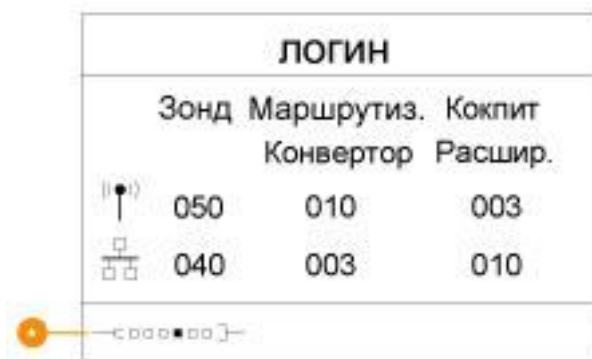 ЛОГИН
Зонд Маршрутиз. Кокпит
Конвертор Расшир.
050 010 003
040 003 010